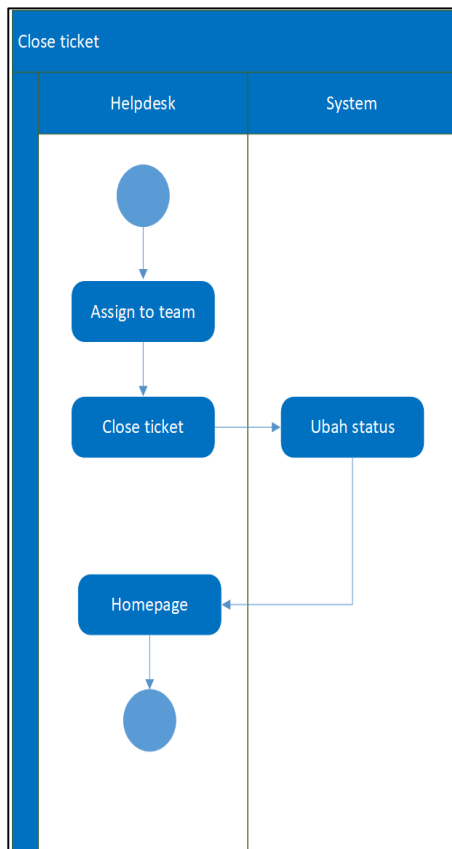 Close ticket
Helpdesk
System
Assign to team
Close ticket
Ubah status
Homepage